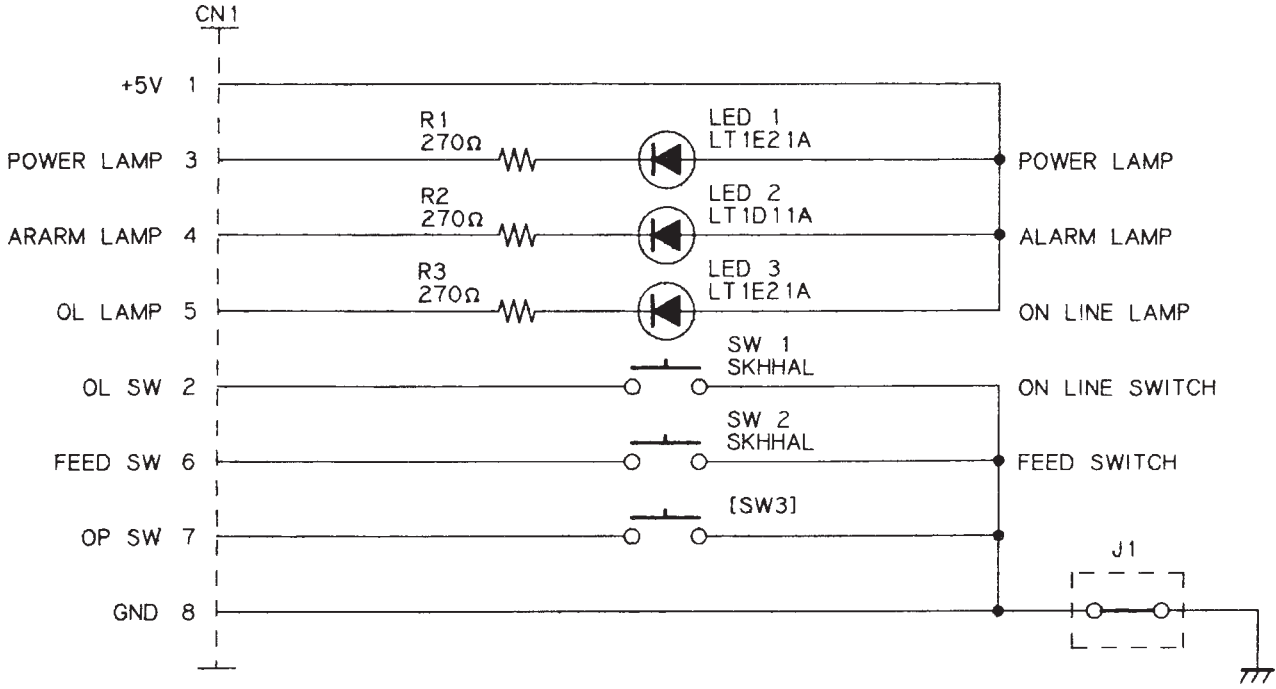 CN1
+5V 1
R1
270Ω
LED 1
LT1E21A
POWER LAMP 3
POWER LAMP
R2
270Ω
LED 2
LT1D11A
ARARM LAMP 4
ALARM LAMP
R3
270Ω
LED 3
LT1E21A
OL LAMP 5
ON LINE LAMP
SW 1
SKHHAL
OL SW 2
ON LINE SWITCH
SW 2
SKHHAL
FEED SW 6
FEED SWITCH
[SW3]
OP SW 7
J1
GND 8